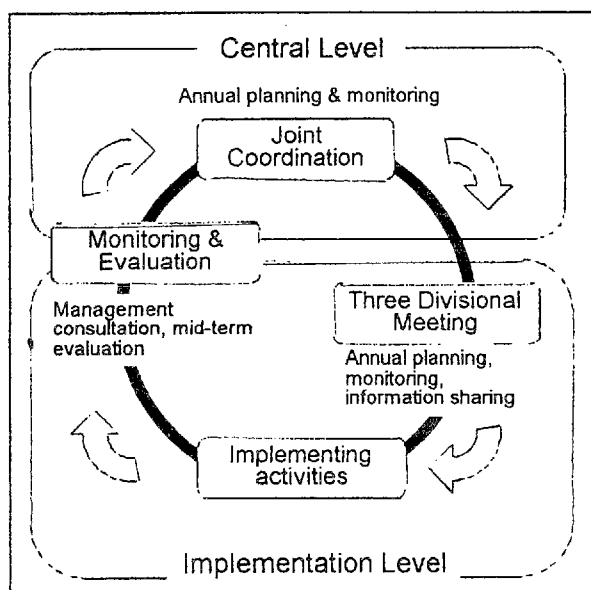 Central Level
Annual planning & monitoring
Joint
Coordination
Monitoring &
Evaluation
Management
consultation, mid-term
evaluation
Three Divisional
Meeting
Annual planning,
monitoring,
information sharing
Implementing
activities
Implementation Level